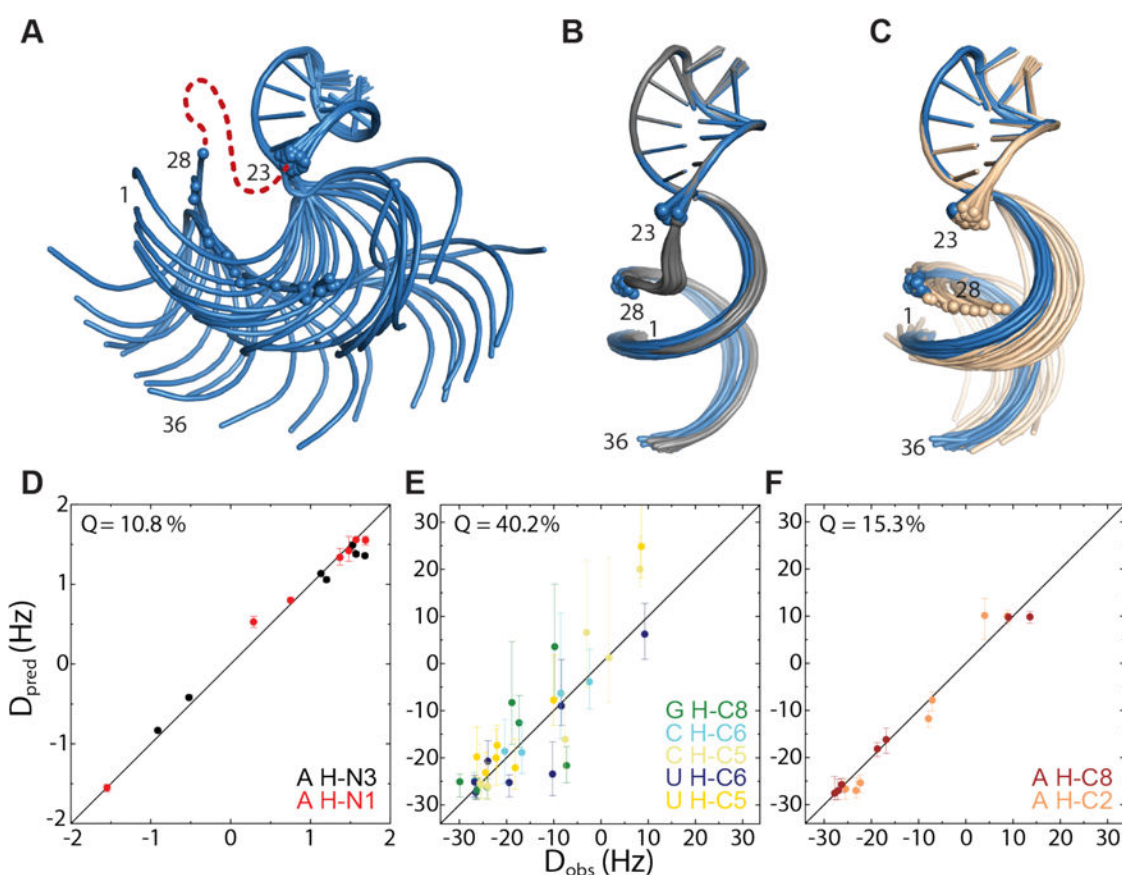 A
B
C
28
23
1
36
23
28
1
36
23
28
1
36
D
E
F
Q = 10.8 %
Q = 40.2%
Q = 15.3%
2
1
0
-1
-2
-2
-1
0
1
2
A H-N3
A H-N1
30
20
10
0
-10
-20
-30
-30
-20
-10
0
10
20
30
G H-C8
C H-C6
C H-C5
U H-C6
U H-C5
30
20
10
0
-10
-20
-30
-30
-20
-10
0
10
20
30
A H-C8
A H-C2
Dpred (Hz)
Dobs (Hz)